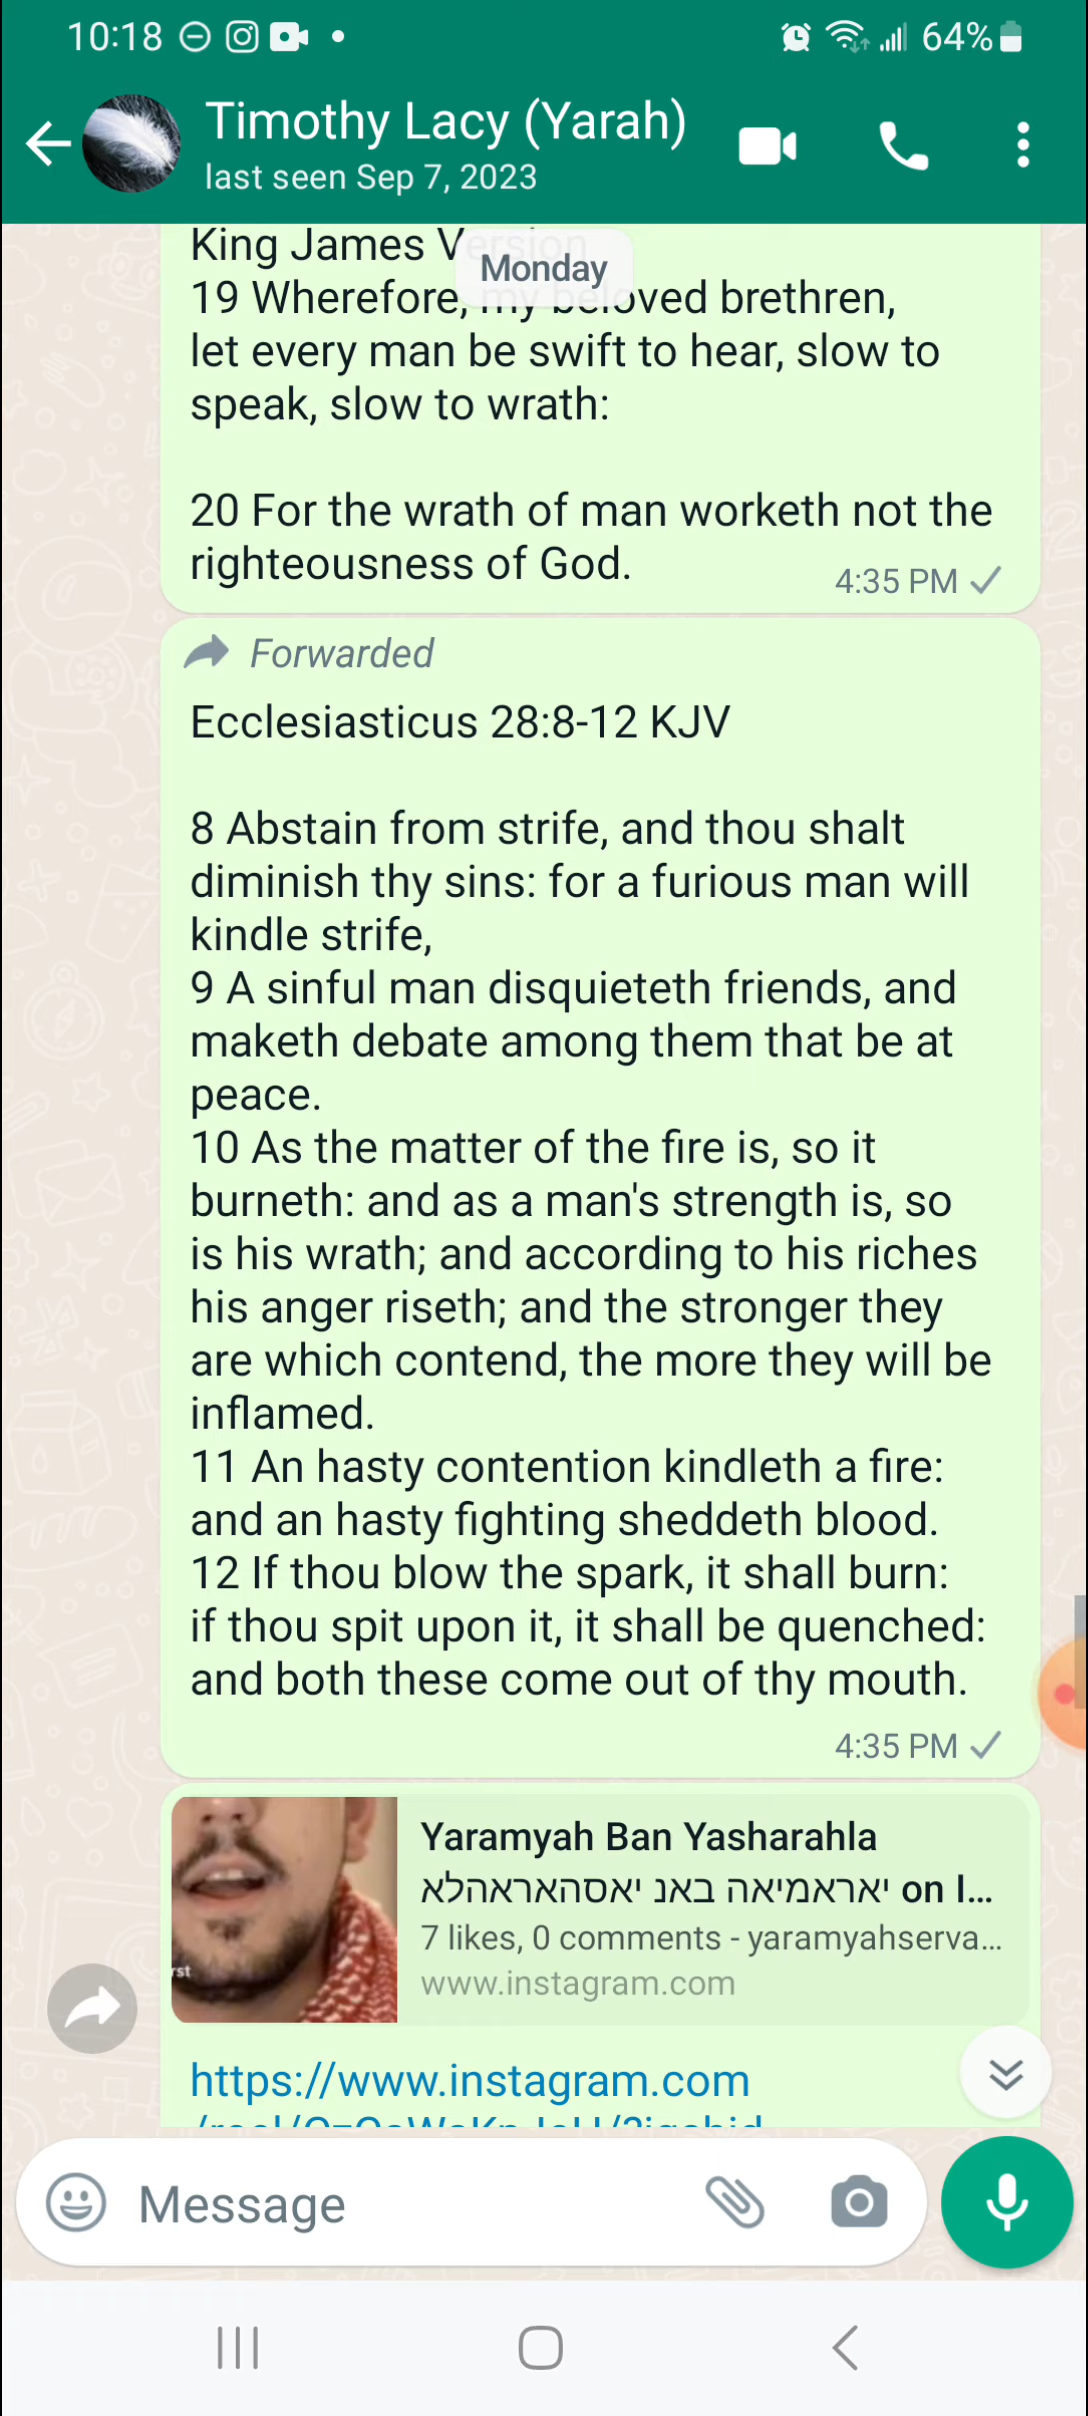 10:18 64%
Timothy Lacy (Yarah)
last seen Sep 7, 2023
King James Version
Monday
19 Wherefore, my beloved brethren,
let every man be swift to hear, slow to
speak, slow to wrath:
20 For the wrath of man worketh not the
righteousness of God.
4:35 PM
Forwarded
Ecclesiasticus 28:8-12 KJV
8 Abstain from strife, and thou shalt
diminish thy sins: for a furious man will
kindle strife,
9 A sinful man disquieteth friends, and
maketh debate among them that be at
peace.
10 As the matter of the fire is, so it
burneth: and as a man's strength is, so
is his wrath; and according to his riches
his anger riseth; and the stronger they
are which contend, the more they will be
inflamed.
11 An hasty contention kindleth a fire:
and an hasty fighting sheddeth blood.
12 If thou blow the spark, it shall burn:
if thou spit upon it, it shall be quenched:
and both these come out of thy mouth.
4:35 PM
Yaramyah Ban Yasharahla
יאראמיאה באנ יאסהאראהלא on I...
7 likes, 0 comments - yaramyahserva...
www.instagram.com
rst
https://www.instagram.com
Message